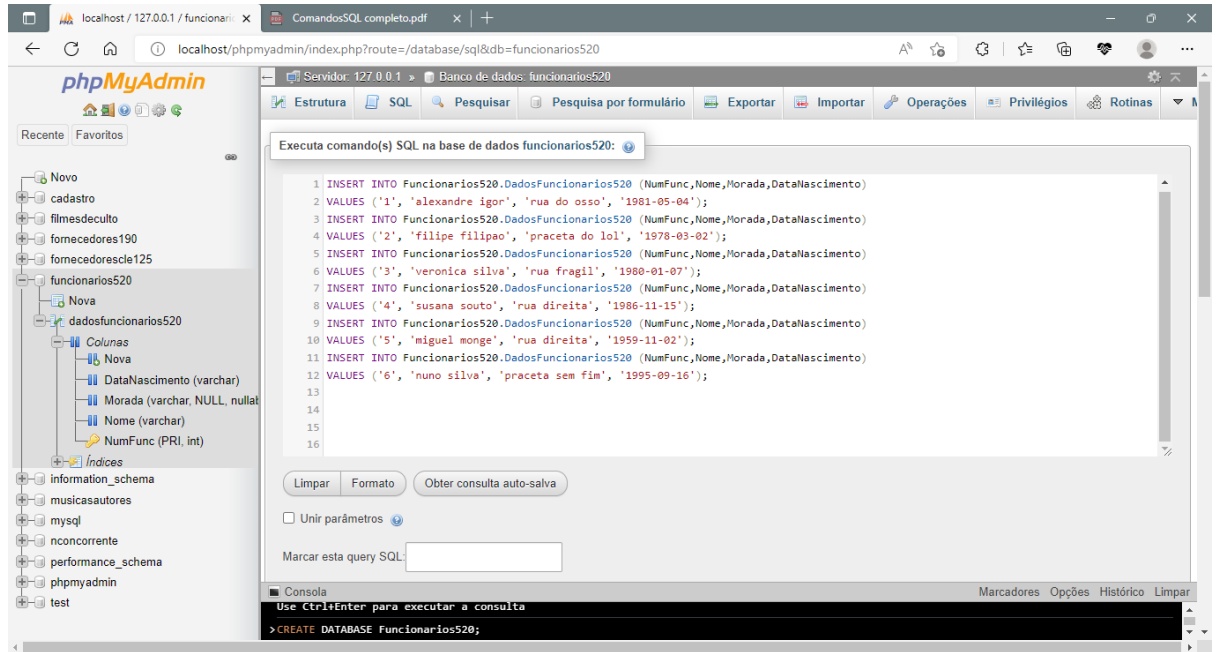 localhost / 127.0.0.1 / funcionario
ComandosSQL completo.pdf
localhost/phpmyadmin/index.php?route=/database/sql&db=funcionarios520
phpMyAdmin
Recente Favoritos
Novo
cadastro
filmesdeculto
fornecedores190
fornecedorescle125
funcionarios520
Nova
dadosfuncionarios520
Colunas
Nova
DataNascimento (varchar)
Morada (varchar, NULL, nullab
Nome (varchar)
NumFunc (PRI, int)
Índices
information_schema
musicasautores
mysql
nconcorrente
performance_schema
phpmyadmin
test
Servidor: 127.0.0.1 » Banco de dados: funcionarios520
Estrutura SQL Pesquisar Pesquisa por formulário Exportar Importar Operações Privilégios Rotinas
Executa comando(s) SQL na base de dados funcionarios520:
1 INSERT INTO Funcionarios520.DadosFuncionarios520 (NumFunc,Nome,Morada,DataNascimento)
2 VALUES ('1', 'alexandre igor', 'rua do osso', '1981-05-04');
3 INSERT INTO Funcionarios520.DadosFuncionarios520 (NumFunc,Nome,Morada,DataNascimento)
4 VALUES ('2', 'filipe filipao', 'praceta do lol', '1978-03-02');
5 INSERT INTO Funcionarios520.DadosFuncionarios520 (NumFunc,Nome,Morada,DataNascimento)
6 VALUES ('3', 'veronica silva', 'rua fragil', '1980-01-07');
7 INSERT INTO Funcionarios520.DadosFuncionarios520 (NumFunc,Nome,Morada,DataNascimento)
8 VALUES ('4', 'susana souto', 'rua direita', '1986-11-15');
9 INSERT INTO Funcionarios520.DadosFuncionarios520 (NumFunc,Nome,Morada,DataNascimento)
10 VALUES ('5', 'miguel monge', 'rua direita', '1959-11-02');
11 INSERT INTO Funcionarios520.DadosFuncionarios520 (NumFunc,Nome,Morada,DataNascimento)
12 VALUES ('6', 'nuno silva', 'praceta sem fim', '1995-09-16');
13
14
15
16
Limpar Formato Obter consulta auto-salva
Unir parâmetros
Marcar esta query SQL:
Consola Marcadores Opções Histórico Limpar
Use Ctrl+Enter para executar a consulta
>CREATE DATABASE Funcionarios520;